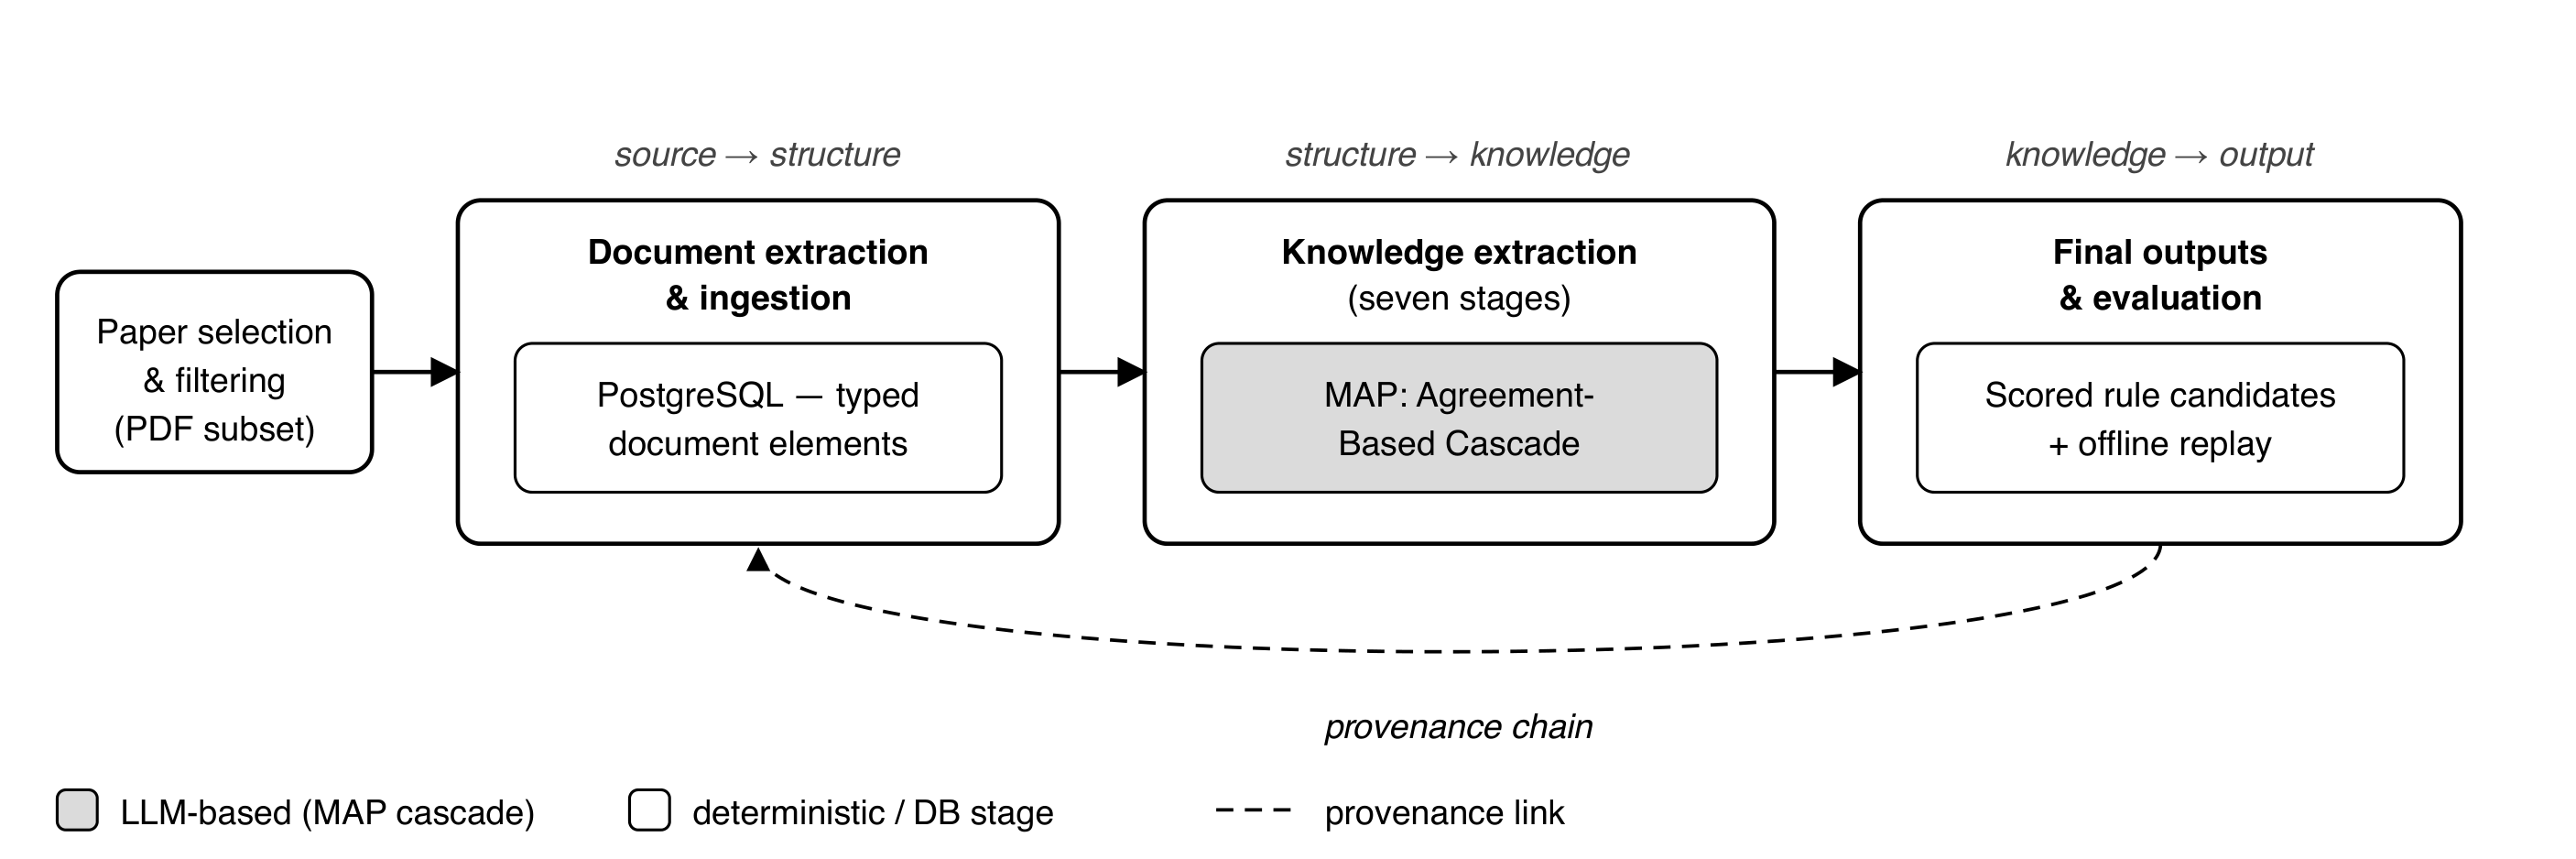 source → structure
structure → knowledge
knowledge → output
Paper selection
& filtering
(PDF subset)
Document extraction
& ingestion
PostgreSQL — typed
document elements
Knowledge extraction
(seven stages)
MAP: Agreement-
Based Cascade
Final outputs
& evaluation
Scored rule candidates
+ offline replay
provenance chain
LLM-based (MAP cascade)
deterministic / DB stage
provenance link